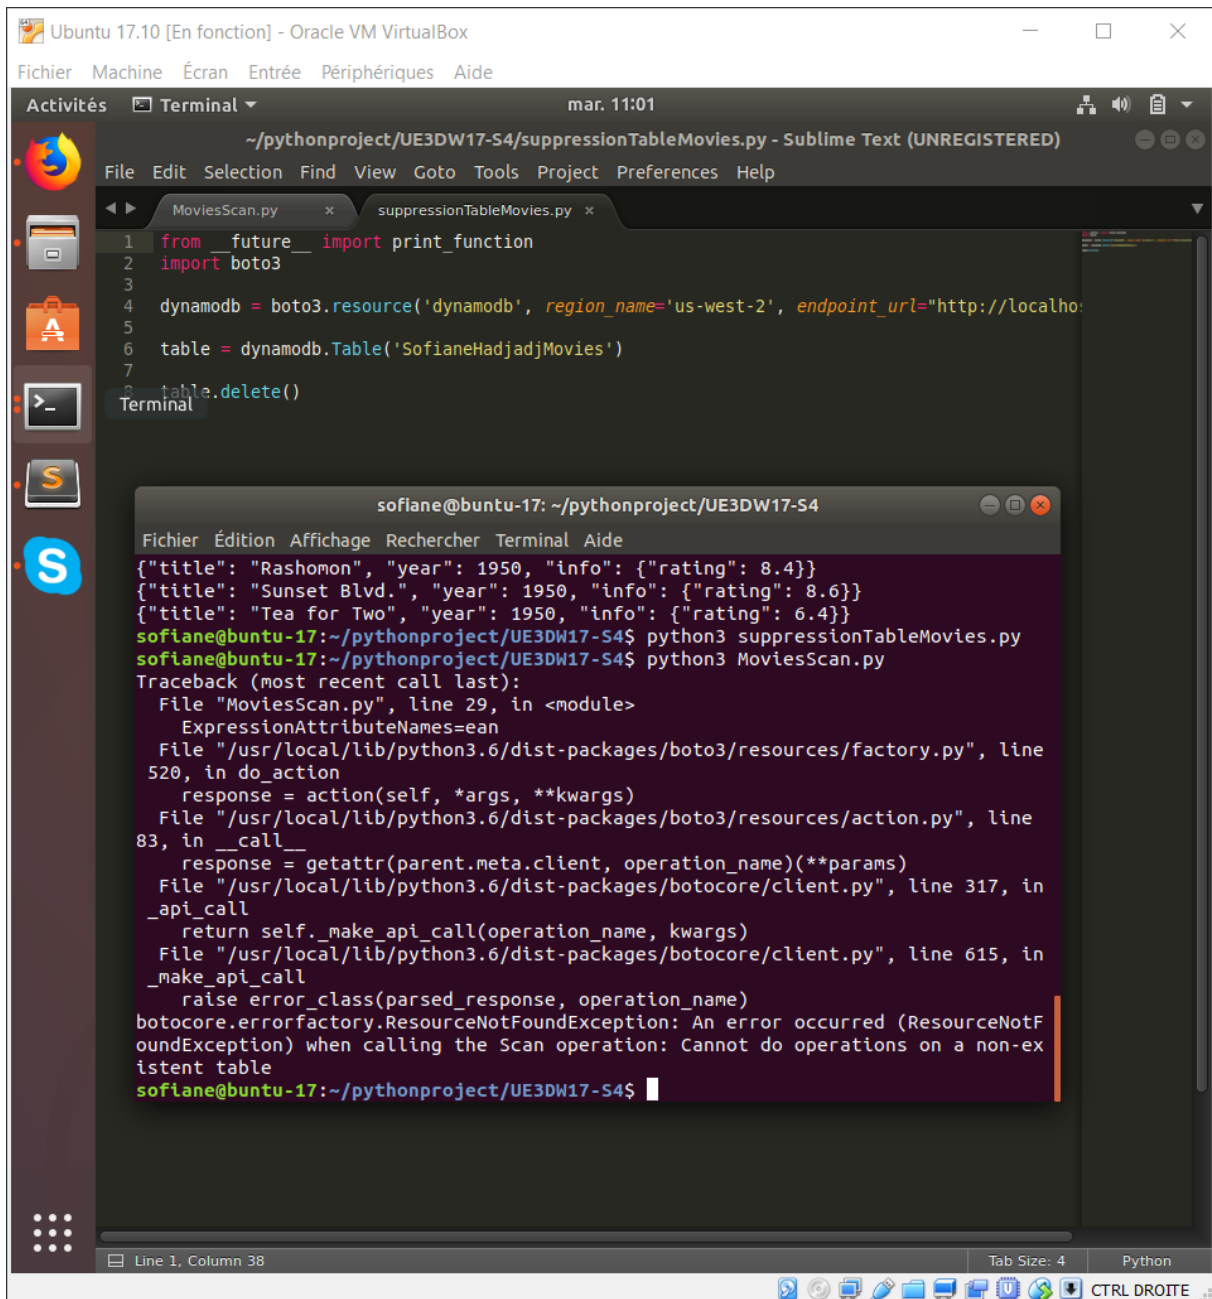 Ubuntu 17.10 [En fonction] - Oracle VM VirtualBox
Fichier Machine Écran Entrée Périphériques Aide
Activités Terminal mar. 11:01
~/pythonproject/UE3DW17-S4/suppressionTableMovies.py - Sublime Text (UNREGISTERED)
File Edit Selection Find View Goto Tools Project Preferences Help
MoviesScan.py × suppressionTableMovies.py ×
1 from __future__ import print_function
2 import boto3
3
4 dynamodb = boto3.resource('dynamodb', region_name='us-west-2', endpoint_url="http://localho
5
6 table = dynamodb.Table('SofianeHadjadjMovies')
7
8 table.delete()
Terminal
sofiane@buntu-17: ~/pythonproject/UE3DW17-S4
Fichier Édition Affichage Rechercher Terminal Aide
{"title": "Rashomon", "year": 1950, "info": {"rating": 8.4}}
{"title": "Sunset Blvd.", "year": 1950, "info": {"rating": 8.6}}
{"title": "Tea for Two", "year": 1950, "info": {"rating": 6.4}}
sofiane@buntu-17:~/pythonproject/UE3DW17-S4$ python3 suppressionTableMovies.py
sofiane@buntu-17:~/pythonproject/UE3DW17-S4$ python3 MoviesScan.py
Traceback (most recent call last):
File "MoviesScan.py", line 29, in <module>
ExpressionAttributeNames=ean
File "/usr/local/lib/python3.6/dist-packages/boto3/resources/factory.py", line
520, in do_action
response = action(self, *args, **kwargs)
File "/usr/local/lib/python3.6/dist-packages/boto3/resources/action.py", line
83, in __call__
response = getattr(parent.meta.client, operation_name)(**params)
File "/usr/local/lib/python3.6/dist-packages/botocore/client.py", line 317, in
_api_call
return self._make_api_call(operation_name, kwargs)
File "/usr/local/lib/python3.6/dist-packages/botocore/client.py", line 615, in
_make_api_call
raise error_class(parsed_response, operation_name)
botocore.errorfactory.ResourceNotFoundException: An error occurred (ResourceNotF
oundException) when calling the Scan operation: Cannot do operations on a non-ex
istent table
sofiane@buntu-17:~/pythonproject/UE3DW17-S4$
Line 1, Column 38 Tab Size: 4 Python
CTRL DROITE